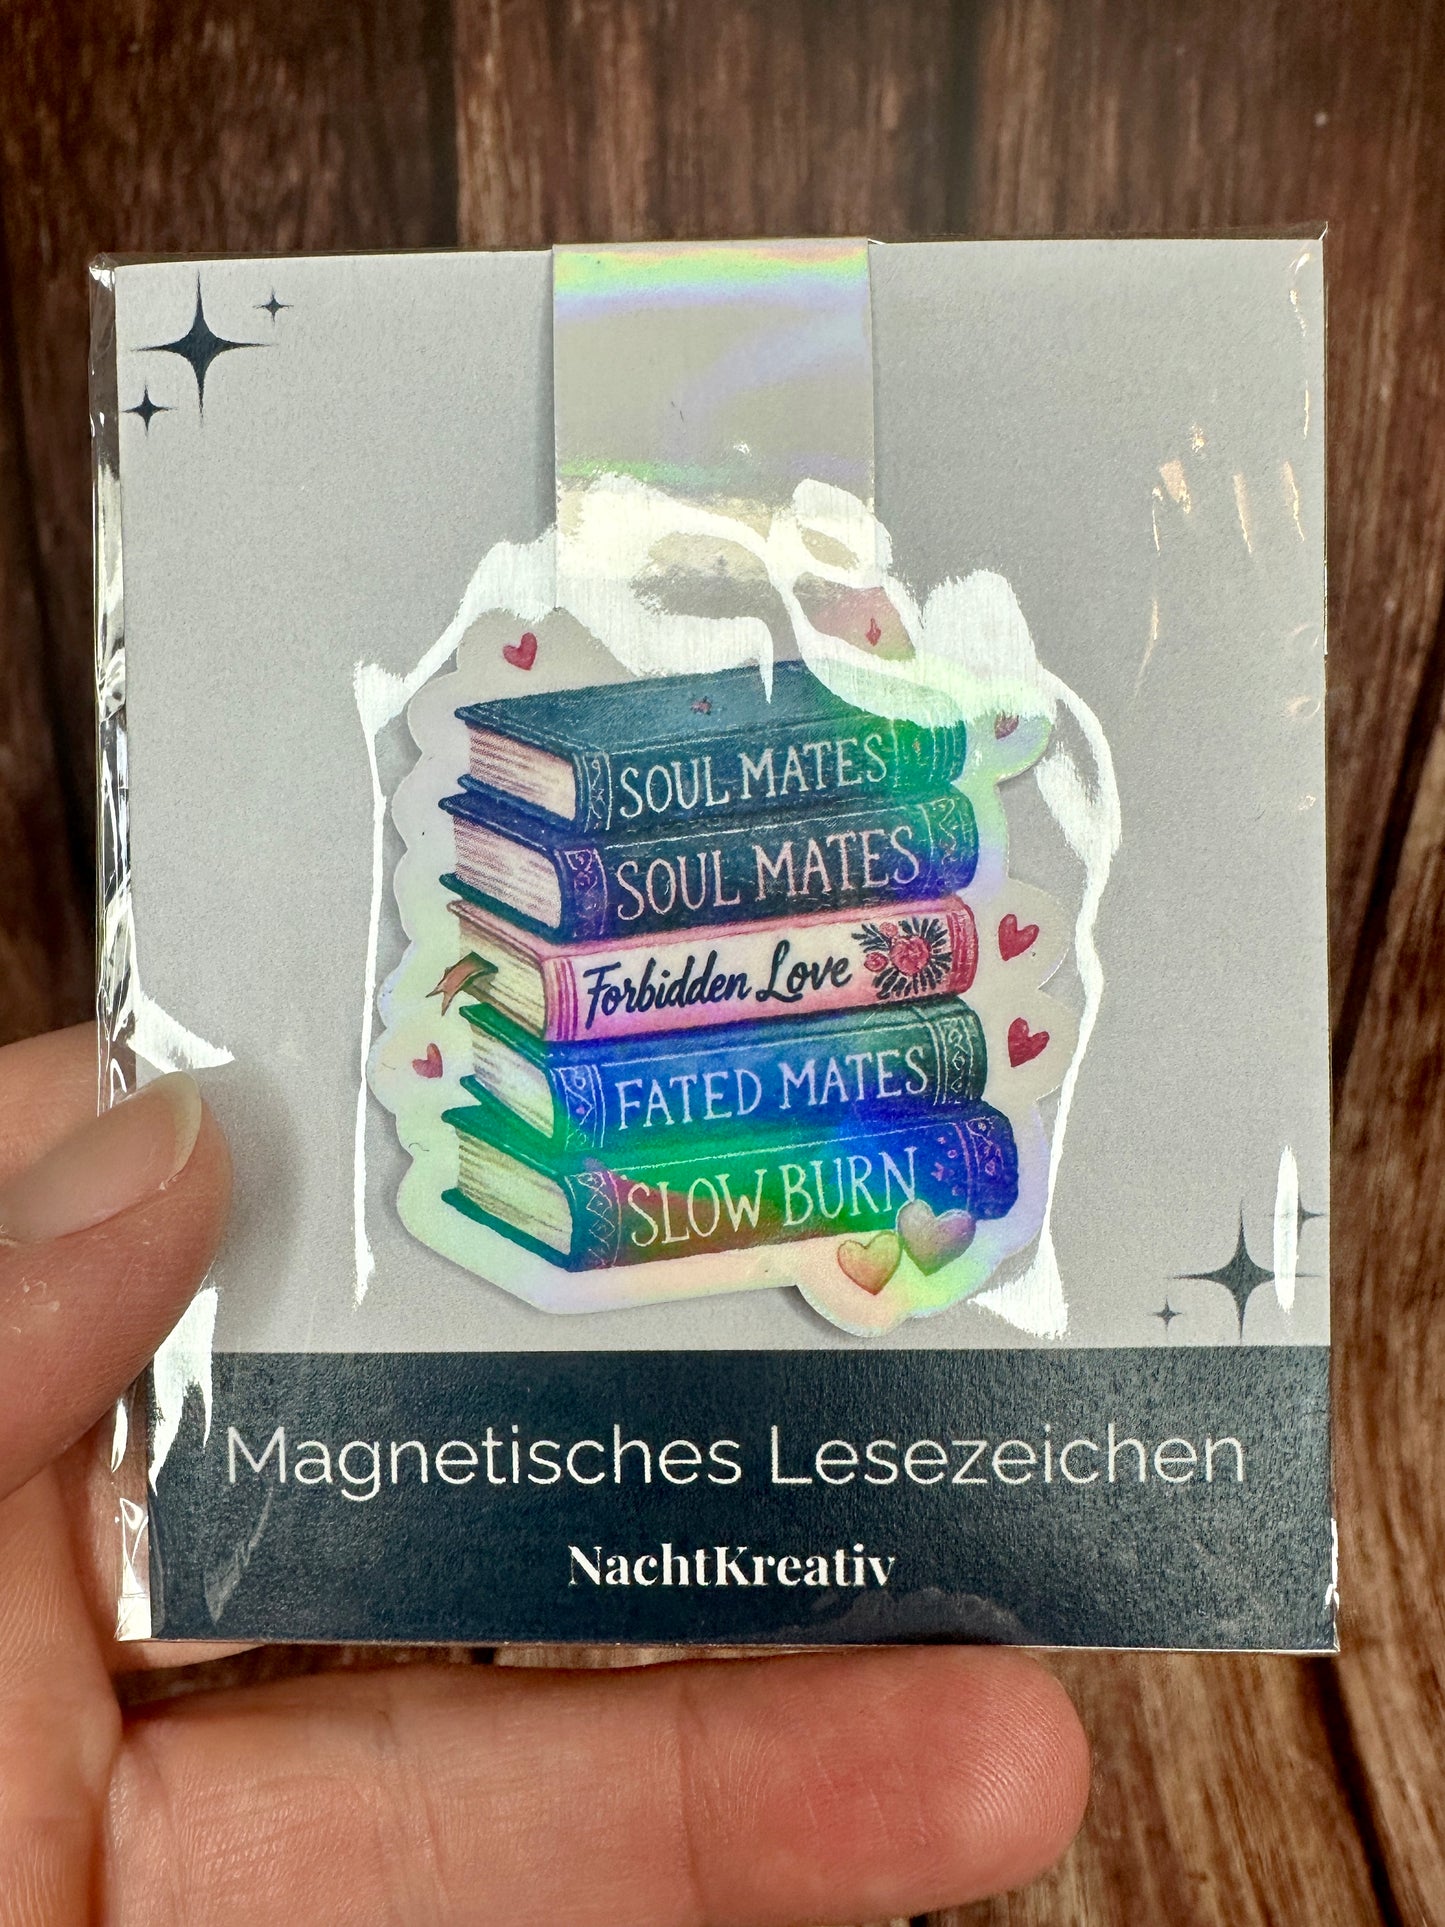 SOUL MATES
SOUL MATES
Forbidden Love
FATED MATES
SLOW BURN
Magnetisches Lesezeichen
NachtKreativ